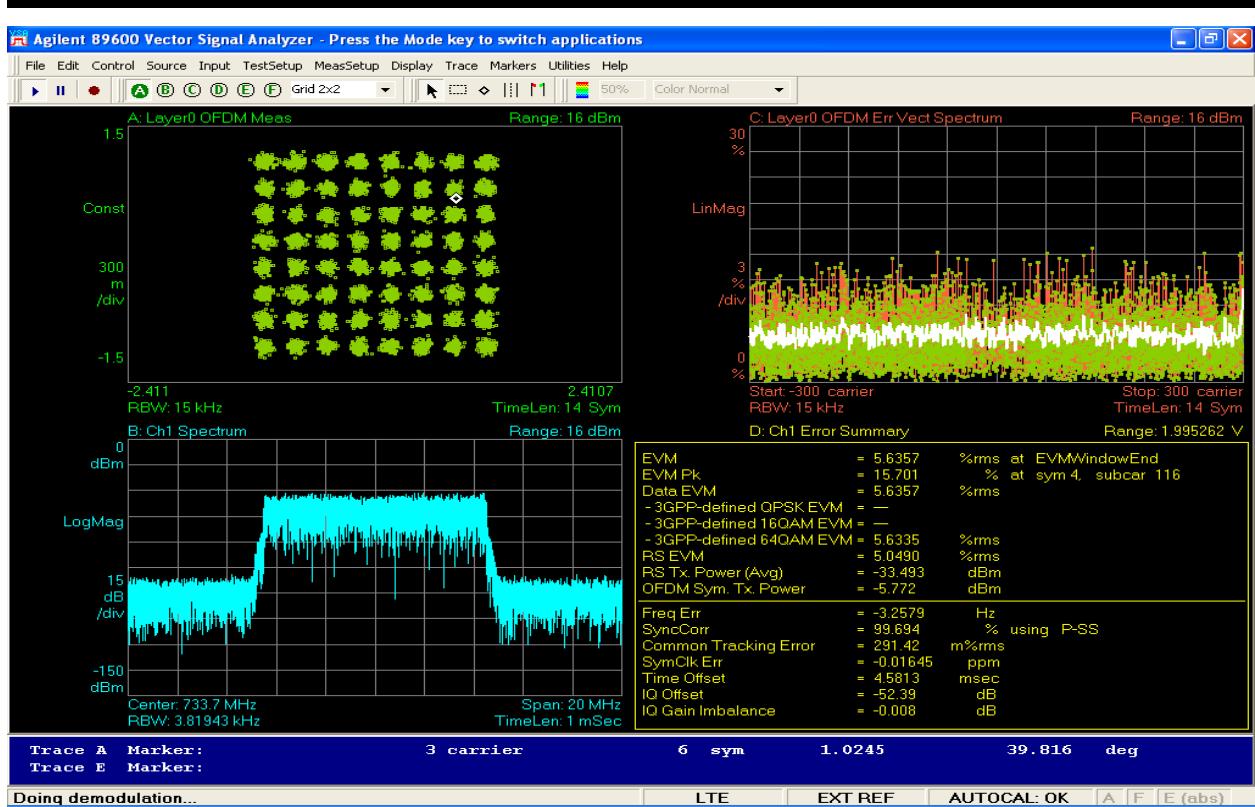 Agilent 89600 Vector Signal Analyzer - Press the Mode key to switch applications
File Edit Control Source Input TestSetup MeasSetup Display Trace Markers Utilities Help
A B C D E F Grid 2x2 50% Color Normal
A: Layer0 OFDM Meas Range: 16 dBm
1.5
Const
300
m
/div
-1.5
-2.411 2.4107
RBW: 15 kHz TimeLen: 14 Sym
C: Layer0 OFDM Err Vect Spectrum Range: 16 dBm
30
%
LinMag
3
%
/div
0
%
Start: -300 carrier Stop: 300 carrier
RBW: 15 kHz TimeLen: 14 Sym
B: Ch1 Spectrum Range: 16 dBm
0
dBm
LogMag
15
dB
/div
-150
dBm
Center: 733.7 MHz Span: 20 MHz
RBW: 3.81943 kHz TimeLen: 1 mSec
D: Ch1 Error Summary Range: 1.995262 V
EVM = 5.6357 %rms at EVMWindowEnd
EVM Pk = 15.701 % at sym 4, subcar 116
Data EVM = 5.6357 %rms
- 3GPP-defined QPSK EVM = —
- 3GPP-defined 16QAM EVM = —
- 3GPP-defined 64QAM EVM = 5.6335 %rms
RS EVM = 5.0490 %rms
RS Tx. Power (Avg) = -33.493 dBm
OFDM Sym. Tx. Power = -5.772 dBm
Freq Err = -3.2579 Hz
SyncCorr = 99.694 % using P-SS
Common Tracking Error = 291.42 m%rms
SymClk Err = -0.01645 ppm
Time Offset = 4.5813 msec
IQ Offset = -52.39 dB
IQ Gain Imbalance = -0.008 dB
Trace A Marker: 3 carrier 6 sym 1.0245 39.816 deg
Trace E Marker:
Doing demodulation... LTE EXT REF AUTOCAL: OK A F E (abs)